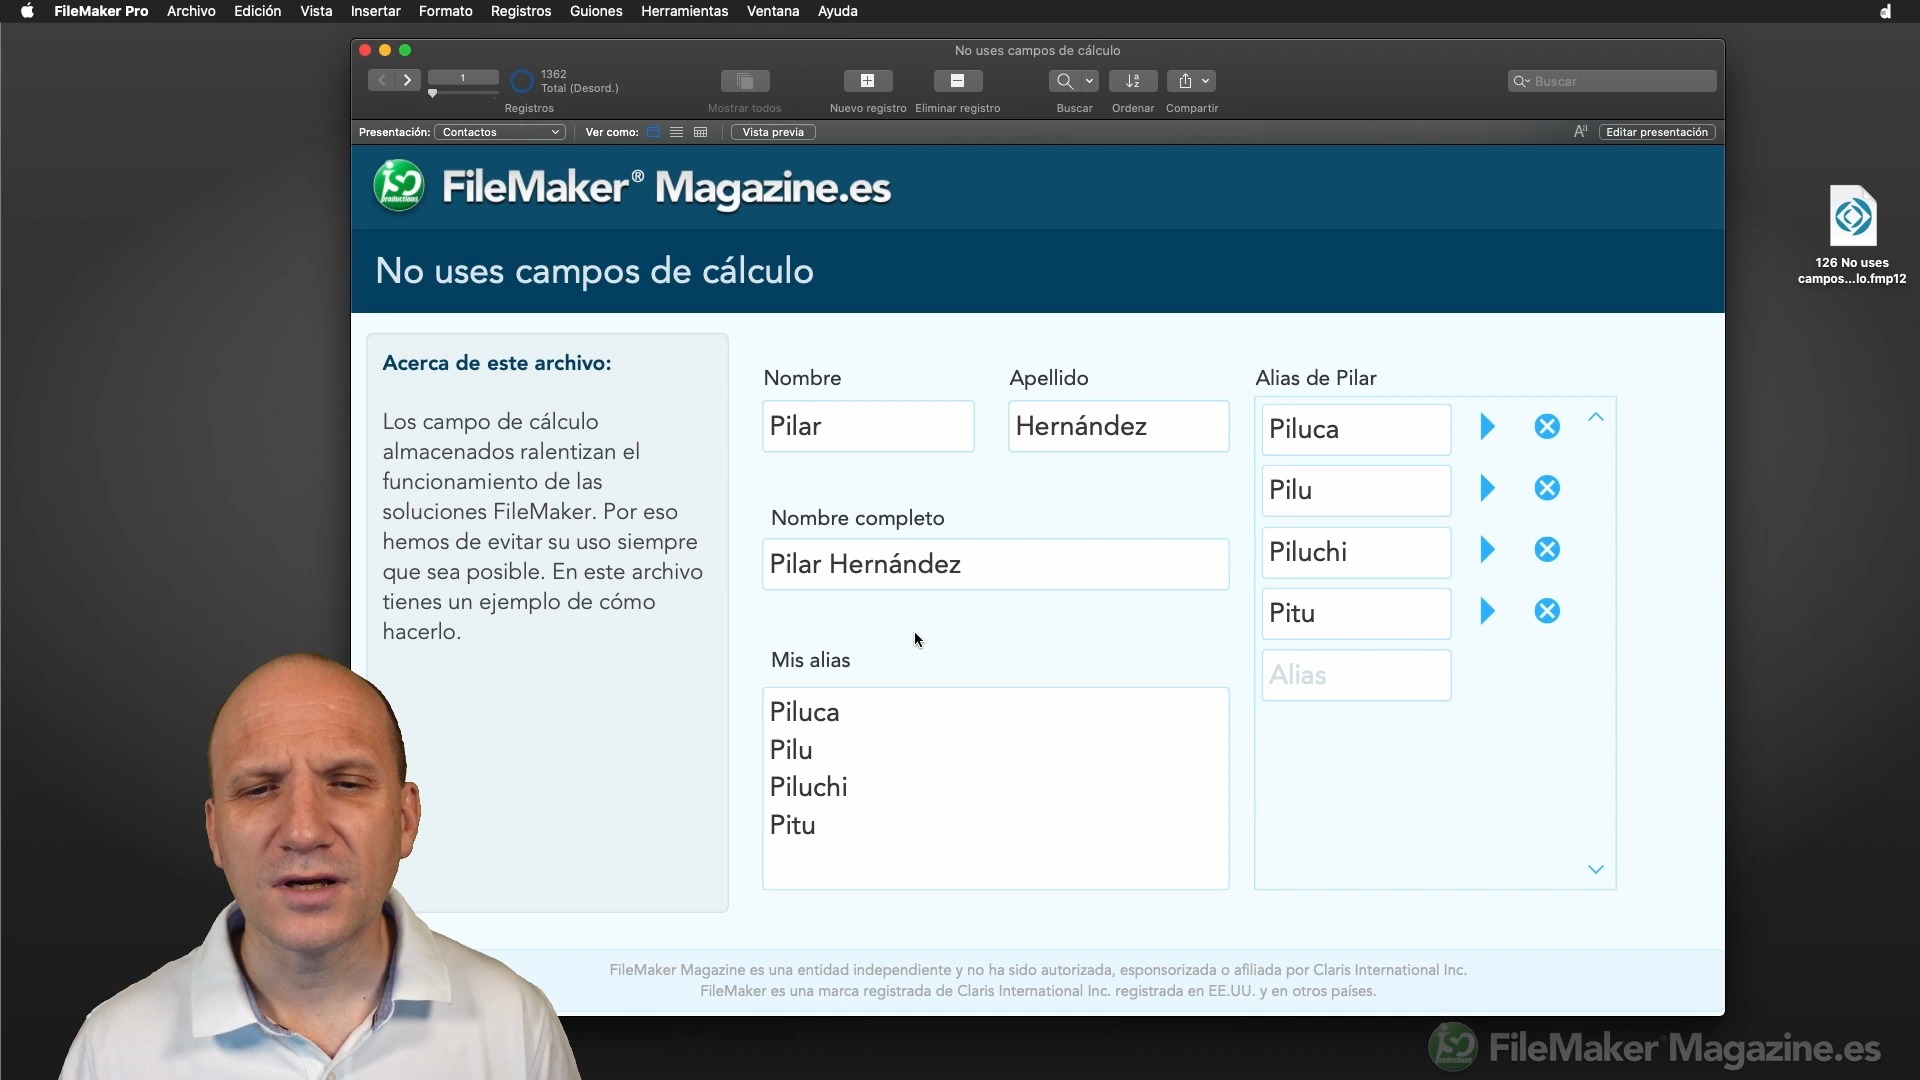 FileMaker Pro Archivo Edición Vista Insertar Formato Registros Guiones Herramientas Ventana Ayuda
No uses campos de cálculo
1
1362
Total (Desord.)
Registros
Mostrar todos
Nuevo registro
Eliminar registro
Buscar
Ordenar
Compartir
Buscar
Presentación: Contactos Ver como: Vista previa
Editar presentación
iso productions
FileMaker® Magazine.es
No uses campos de cálculo
126 No uses
campos...lo.fmp12
Acerca de este archivo:
Los campo de cálculo
almacenados ralentizan el
funcionamiento de las
soluciones FileMaker. Por eso
hemos de evitar su uso siempre
que sea posible. En este archivo
tienes un ejemplo de cómo
hacerlo.
Nombre
Pilar
Apellido
Hernández
Nombre completo
Pilar Hernández
Mis alias
Piluca
Pilu
Piluchi
Pitu
Alias de Pilar
Piluca
Pilu
Piluchi
Pitu
Alias
FileMaker Magazine es una entidad independiente y no ha sido autorizada, esponsorizada o afiliada por Claris International Inc.
FileMaker es una marca registrada de Claris International Inc. registrada en EE.UU. y en otros países.
FileMaker Magazine.es